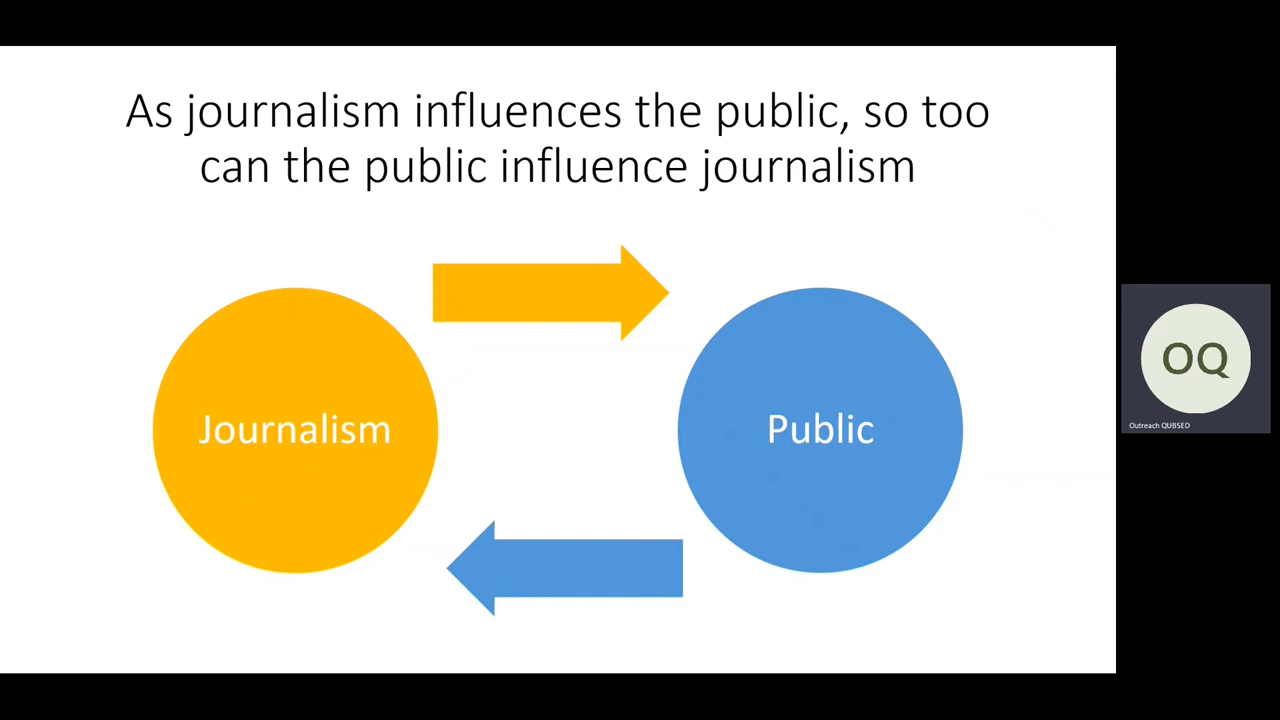 As journalism influences the public, so too
can the public influence journalism
Journalism
Public
OQ
Outreach QUBSED